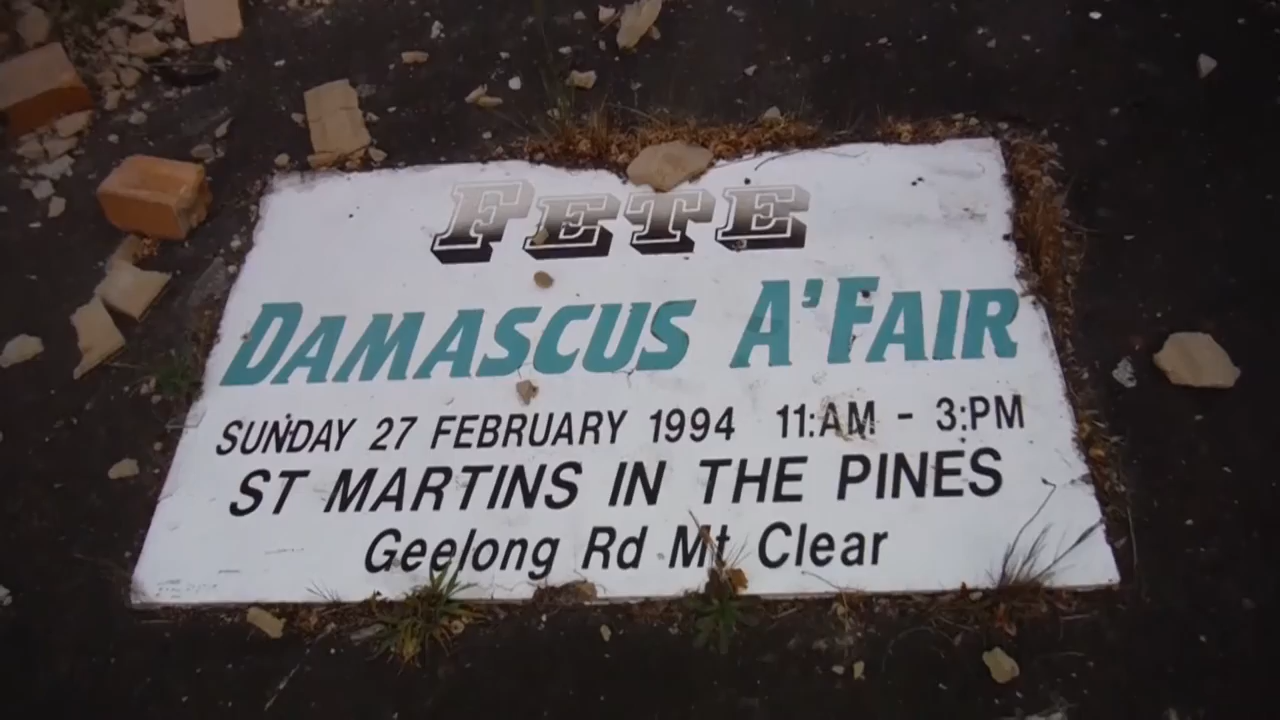 FETE
DAMASCUS A'FAIR
SUNDAY 27 FEBRUARY 1994 11:AM - 3:PM
ST MARTINS IN THE PINES
Geelong Rd Mt Clear